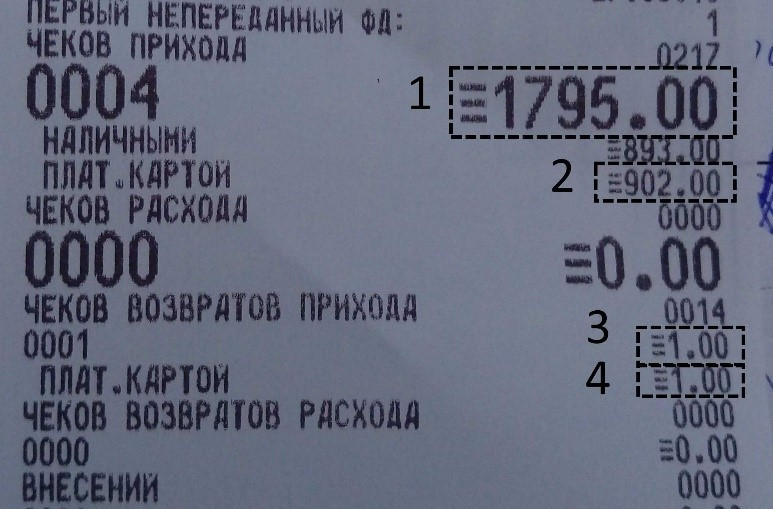 ПЕРВЫЙ НЕПЕРЕДАННЫЙ ФД: 1
ЧЕКОВ ПРИХОДА 0217
0004 1 ≡1795.00
НАЛИЧНЫМИ ≡893.00
ПЛАТ.КАРТОЙ 2 ≡902.00
ЧЕКОВ РАСХОДА 0000
0000 ≡0.00
ЧЕКОВ ВОЗВРАТОВ ПРИХОДА 0014
0001 3 ≡1.00
ПЛАТ.КАРТОЙ 4 ≡1.00
ЧЕКОВ ВОЗВРАТОВ РАСХОДА 0000
0000 ≡0.00
ВНЕСЕНИЙ 0000